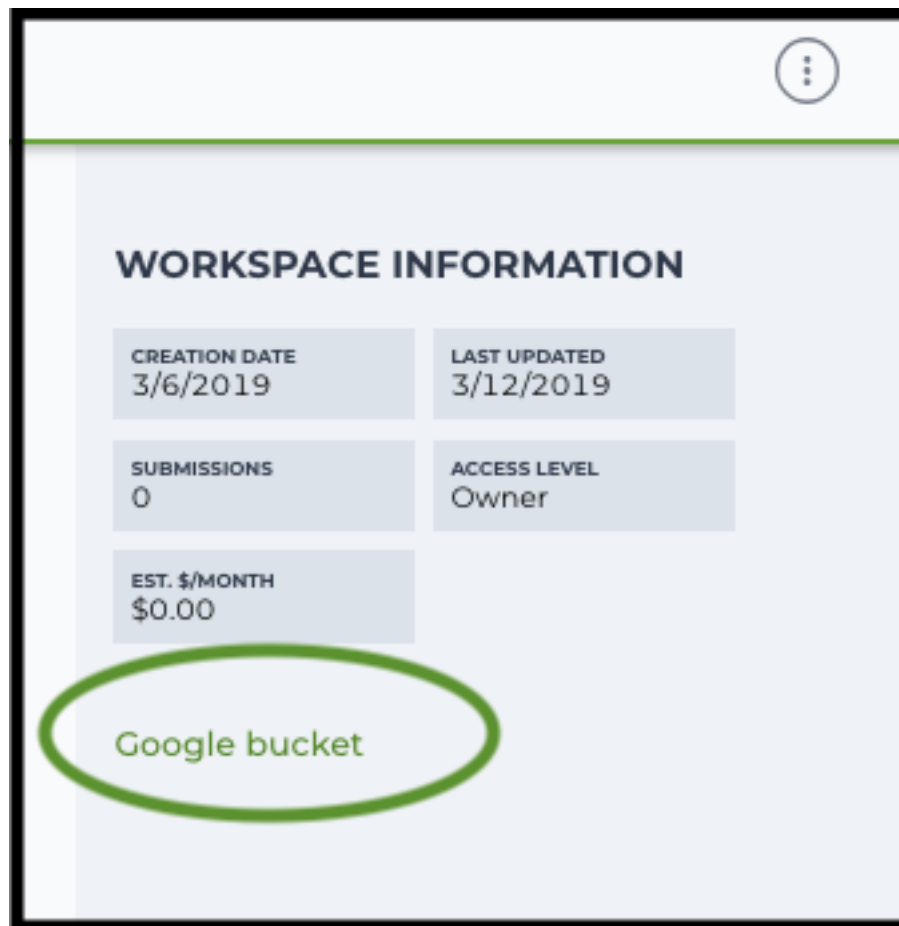 WORKSPACE INFORMATION
CREATION DATE
3/6/2019
LAST UPDATED
3/12/2019
SUBMISSIONS
0
ACCESS LEVEL
Owner
EST. $/MONTH
$0.00
Google bucket